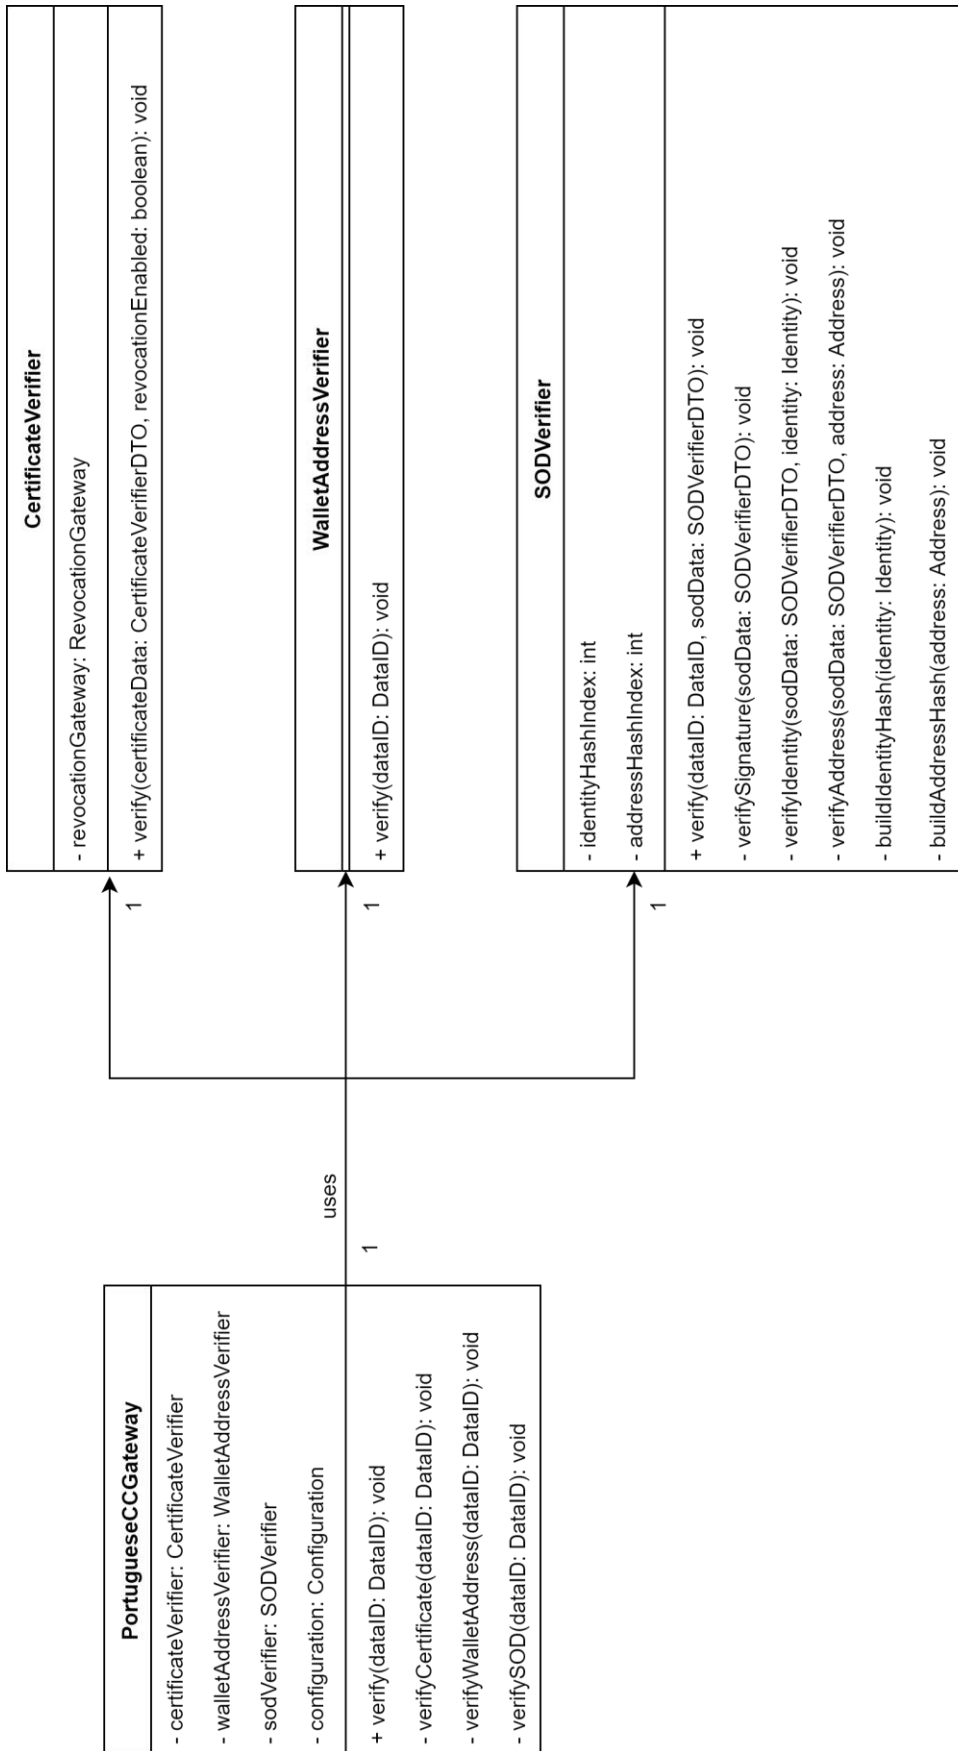 PortugueseCCGateway
- certificateVerifier: CertificateVerifier
- walletAddressVerifier: WalletAddressVerifier
- sodVerifier: SODVerifier
- configuration: Configuration
+ verify(dataID: DataID): void
- verifyCertificate(dataID: DataID): void
- verifyWalletAddress(dataID: DataID): void
- verifySOD(dataID: DataID): void
1
uses
1
1
1
CertificateVerifier
- revocationGateway: RevocationGateway
+ verify(certificateData: CertificateVerifierDTO, revocationEnabled: boolean): void
WalletAddressVerifier
+ verify(dataID: DataID): void
SODVerifier
- identityHashIndex: int
- addressHashIndex: int
+ verify(dataID: DataID, sodData: SODVerifierDTO): void
- verifySignature(sodData: SODVerifierDTO): void
- verifyIdentity(sodData: SODVerifierDTO, identity: Identity): void
- verifyAddress(sodData: SODVerifierDTO, address: Address): void
- buildIdentityHash(identity: Identity): void
- buildAddressHash(address: Address): void